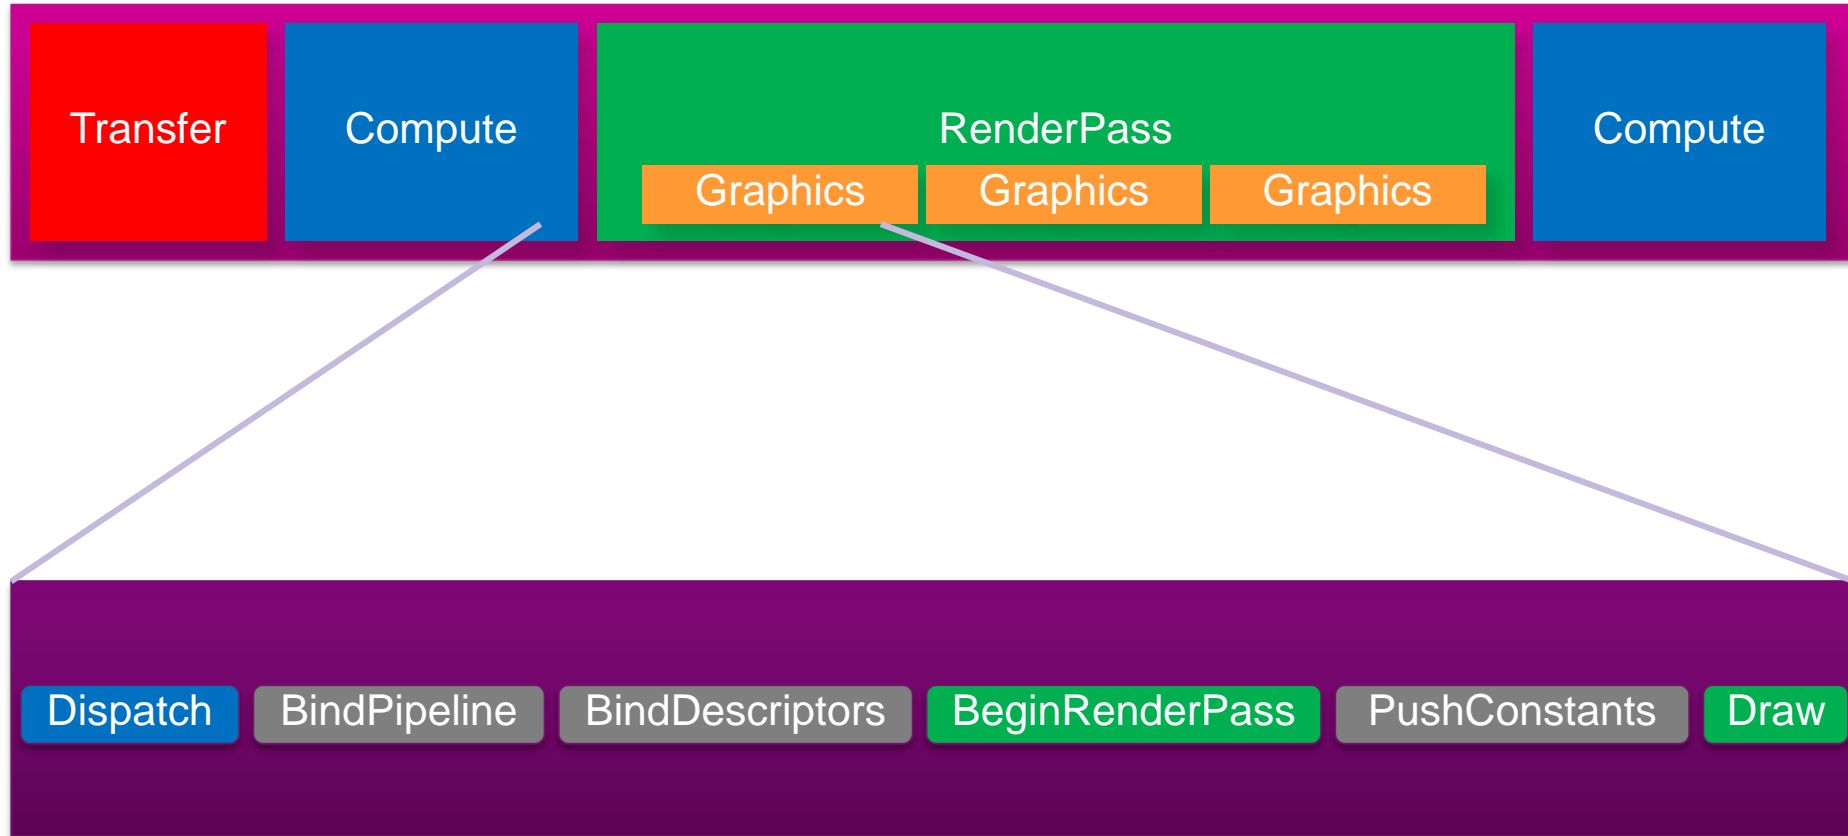 Transfer
Compute
RenderPass
Graphics
Graphics
Graphics
Compute
Dispatch
BindPipeline
BindDescriptors
BeginRenderPass
PushConstants
Draw